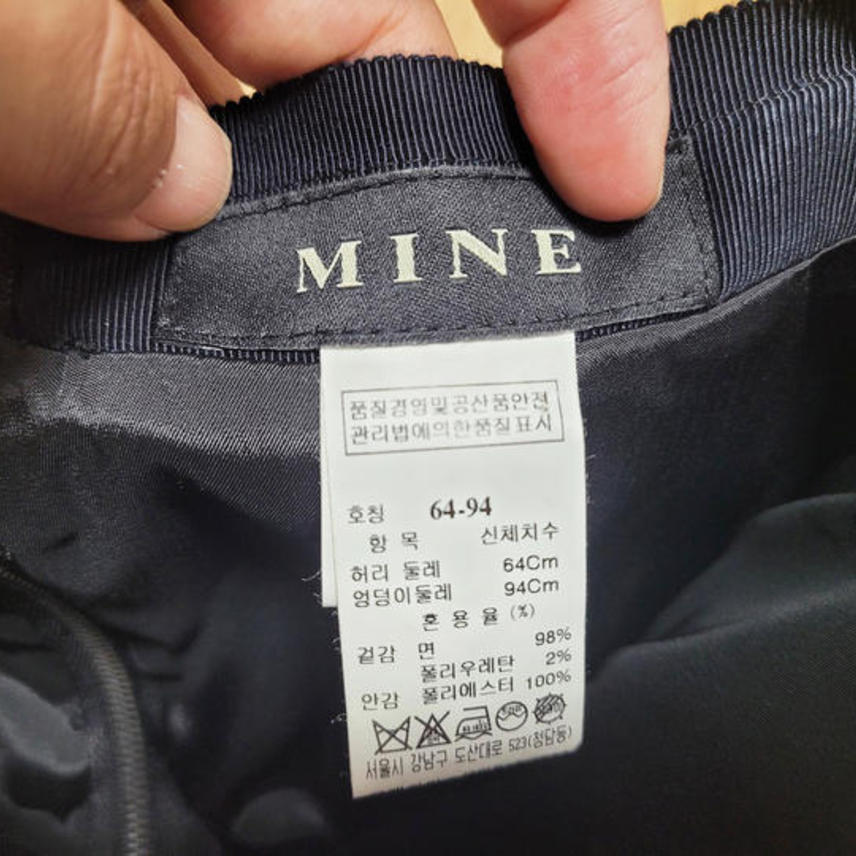 MINE
품질경영및공산품안전
관리법에의한품질표시
호칭 64-94
항 목 신체치수
허리 둘레 64Cm
엉덩이둘레 94Cm
혼 용 율 (%)
겉감 면 98%
폴리우레탄 2%
안감 폴리에스터 100%
서울시 강남구 도산대로 523(청담동)